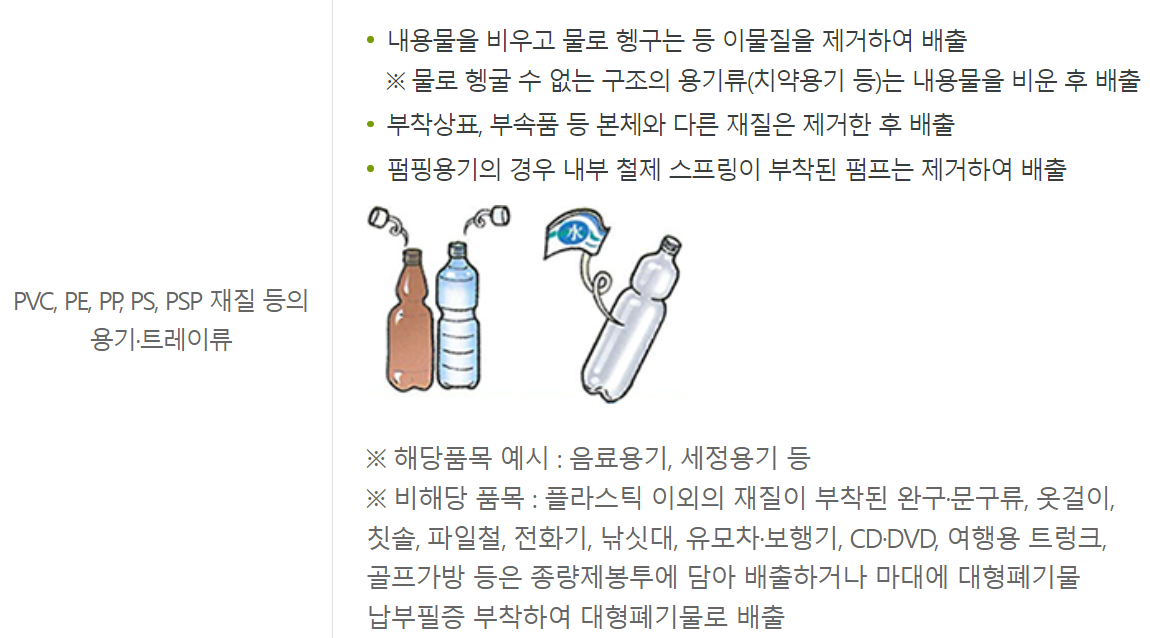 PVC, PE, PP, PS, PSP 재질 등의
용기·트레이류
• 내용물을 비우고 물로 헹구는 등 이물질을 제거하여 배출
※ 물로 헹굴 수 없는 구조의 용기류(치약용기 등)는 내용물을 비운 후 배출
• 부착상표, 부속품 등 본체와 다른 재질은 제거한 후 배출
• 펌핑용기의 경우 내부 철제 스프링이 부착된 펌프는 제거하여 배출
水
※ 해당품목 예시 : 음료용기, 세정용기 등
※ 비해당 품목 : 플라스틱 이외의 재질이 부착된 완구·문구류, 옷걸이,
칫솔, 파일철, 전화기, 낚싯대, 유모차·보행기, CD·DVD, 여행용 트렁크,
골프가방 등은 종량제봉투에 담아 배출하거나 마대에 대형폐기물
납부필증 부착하여 대형폐기물로 배출